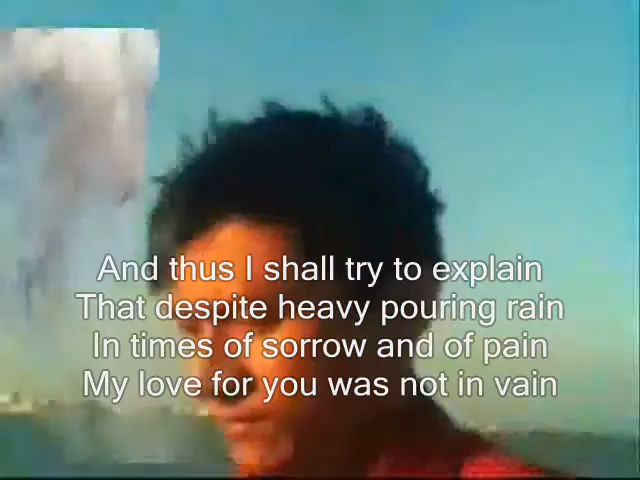 And thus I shall try to explain
That despite heavy pouring rain
In times of sorrow and of pain
My love for you was not in vain